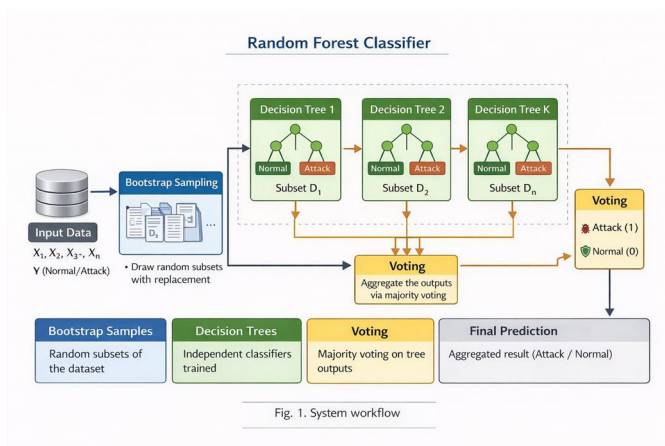 Random Forest Classifier
Decision Tree 1
Normal
Attack
Subset D1
Decision Tree 2
Normal
Attack
Subset D2
Decision Tree K
Normal
Attack
Subset Dn
Bootstrap Sampling
D2
...
• Draw random subsets
with replacement
Input Data
X1, X2, X3-, Xn
Y (Normal/Attack)
Voting
Aggregate the outputs
via majority voting
Voting
Attack (1)
Normal (0)
Bootstrap Samples
Random subsets of
the dataset
Decision Trees
Independent classifiers
trained
Voting
Majority voting on tree
outputs
Final Prediction
Aggregated result (Attack / Normal)
Fig. 1. System workflow